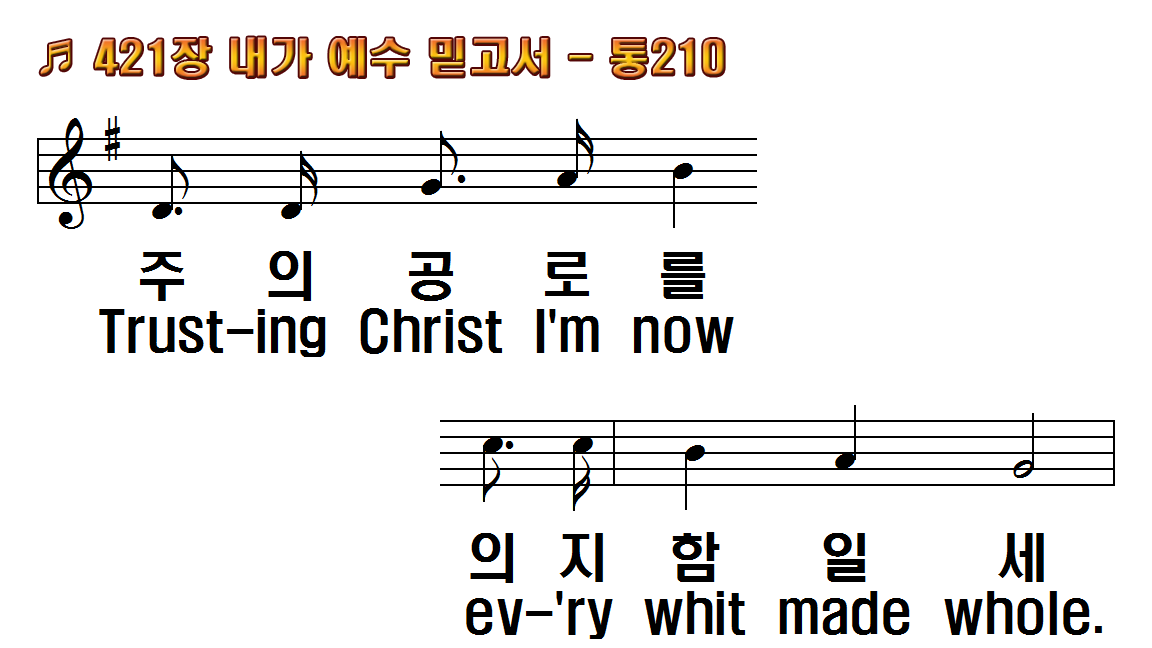 ♬ 421장 내가 예수 믿고서 - 통210
주 의 공 로 를
Trust-ing Christ I'm now
의 지 함 일 세
ev-'ry whit made whole.